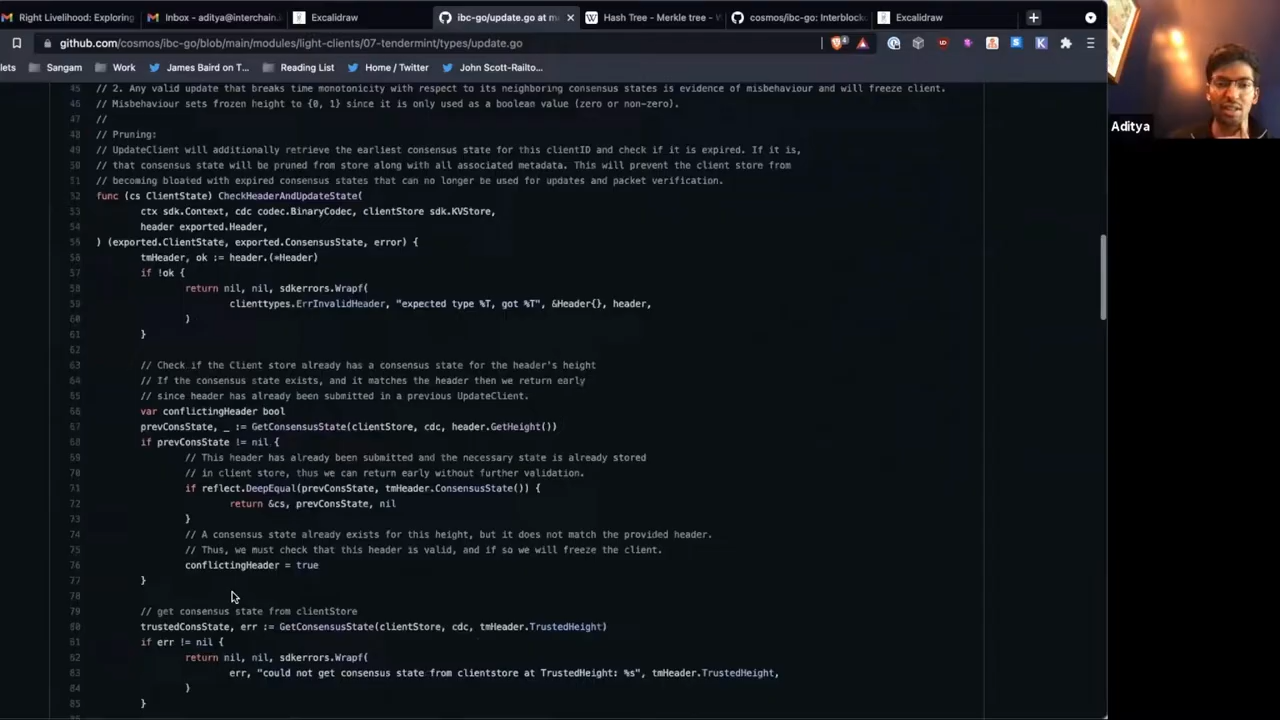 Right Livelihood: Exploring
Inbox - aditya@interchain.
Excalidraw
ibc-go/update.go at m
Hash Tree - Merkle tree - W
cosmos/ibc-go: Interblock
Excalidraw
github.com/cosmos/ibc-go/blob/main/modules/light-clients/07-tendermint/types/update.go
lets
Sangam
Work
James Baird on T...
Reading List
Home / Twitter
John Scott-Railto...
Aditya
45 // 2. Any valid update that breaks time monotonicity with respect to its neighboring consensus states is evidence of misbehaviour and will freeze client.
46 // Misbehaviour sets frozen height to {0, 1} since it is only used as a boolean value (zero or non-zero).
47 //
48 // Pruning:
49 // UpdateClient will additionally retrieve the earliest consensus state for this clientID and check if it is expired. If it is,
50 // that consensus state will be pruned from store along with all associated metadata. This will prevent the client store from
51 // becoming bloated with expired consensus states that can no longer be used for updates and packet verification.
52 func (cs ClientState) CheckHeaderAndUpdateState(
53 ctx sdk.Context, cdc codec.BinaryCodec, clientStore sdk.KVStore,
54 header exported.Header,
55 ) (exported.ClientState, exported.ConsensusState, error) {
56 tmHeader, ok := header.(*Header)
57 if !ok {
58 return nil, nil, sdkerrors.Wrapf(
59 clienttypes.ErrInvalidHeader, "expected type %T, got %T", &Header{}, header,
60 )
61 }
62
63 // Check if the Client store already has a consensus state for the header's height
64 // If the consensus state exists, and it matches the header then we return early
65 // since header has already been submitted in a previous UpdateClient.
66 var conflictingHeader bool
67 prevConsState, _ := GetConsensusState(clientStore, cdc, header.GetHeight())
68 if prevConsState != nil {
69 // This header has already been submitted and the necessary state is already stored
70 // in client store, thus we can return early without further validation.
71 if reflect.DeepEqual(prevConsState, tmHeader.ConsensusState()) {
72 return &cs, prevConsState, nil
73 }
74 // A consensus state already exists for this height, but it does not match the provided header.
75 // Thus, we must check that this header is valid, and if so we will freeze the client.
76 conflictingHeader = true
77 }
78
79 // get consensus state from clientStore
80 trustedConsState, err := GetConsensusState(clientStore, cdc, tmHeader.TrustedHeight)
81 if err != nil {
82 return nil, nil, sdkerrors.Wrapf(
83 err, "could not get consensus state from clientstore at TrustedHeight: %s", tmHeader.TrustedHeight,
84 )
85 }